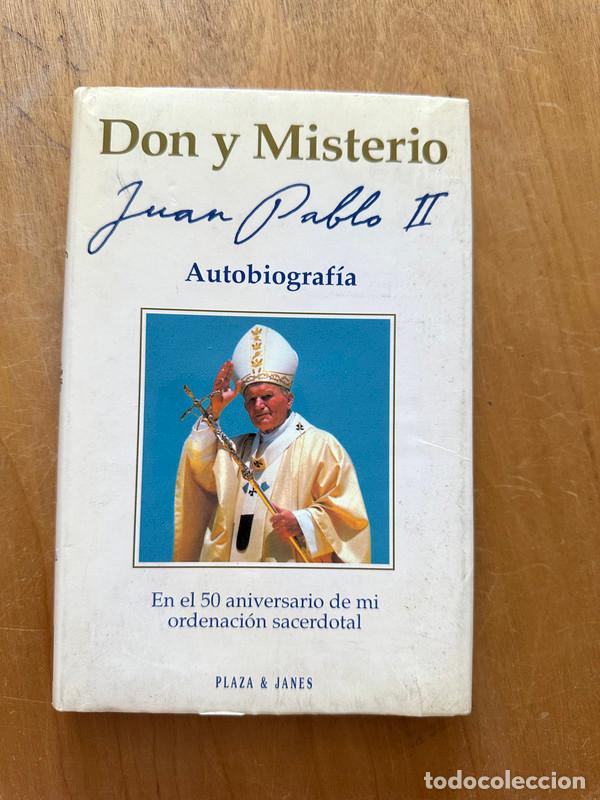 Don y Misterio
Juan Pablo II
Autobiografía
En el 50 aniversario de mi
ordenación sacerdotal
PLAZA & JANES
todocoleccion